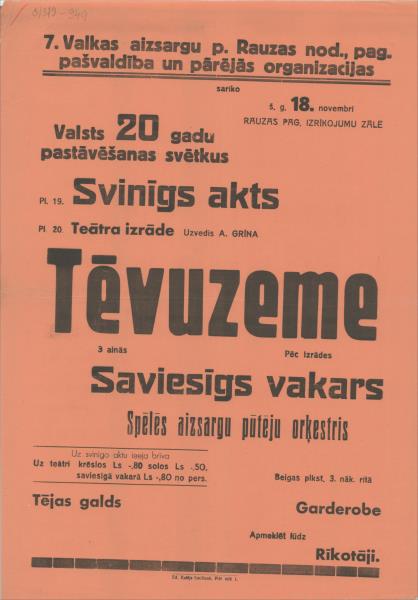 7. Valkas aizsargu p. Rauzas nod., pag.
pašvaldība un pārējās organizacijas
sarīko
š. g. 18. novembrī
RAUZAS PAG. IZRĪKOJUMU ZĀLĒ
Valsts 20 gadu
pastāvēšanas svētkus
Pl. 19. Svinīgs akts
Pl. 20. Teātra izrāde Uzvedīs A. GRĪNA
Tēvuzeme
3 ainās
Pēc izrādes
Saviesīgs vakars
Spēlēs aizsargu pūtēju orķestris
Uz svinīgo aktu ieeja brīva
Uz teātri krēslos Ls -,80 solos Ls -,50,
saviesīgā vakarā Ls -,80 no pers.
Beigas plkst. 3. nāk. rītā
Tējas galds
Garderobe
Apmeklēt lūdz
Rīkotāji.